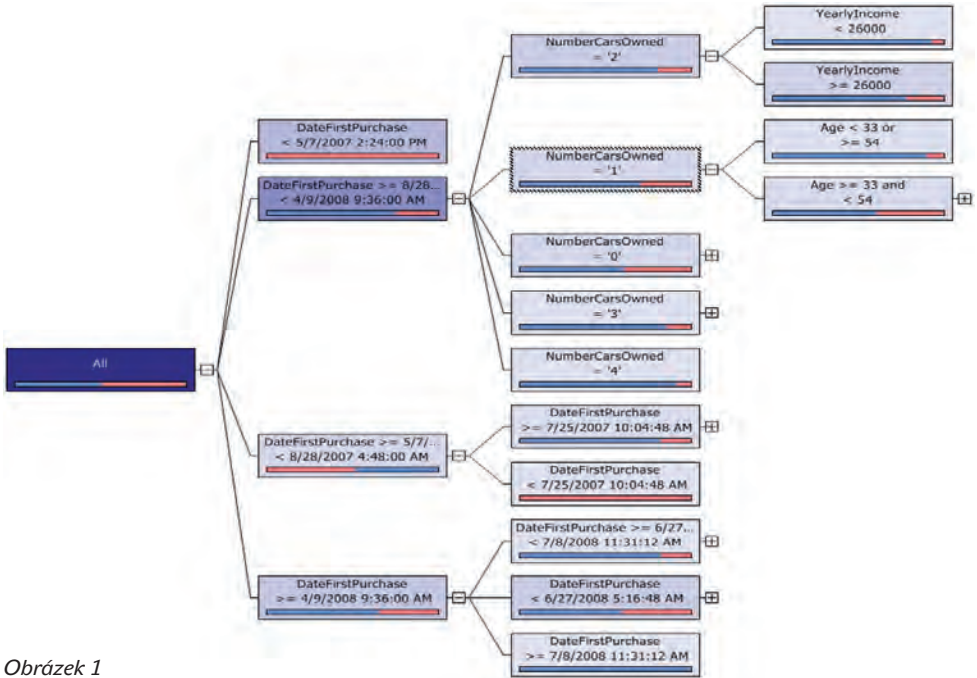 All
DateFirstPurchase
< 5/7/2007 2:24:00 PM
DateFirstPurchase >= 8/28...
< 4/9/2008 9:36:00 AM
DateFirstPurchase >= 5/7/...
< 8/28/2007 4:48:00 AM
DateFirstPurchase
>= 4/9/2008 9:36:00 AM
NumberCarsOwned
= '2'
NumberCarsOwned
= '1'
NumberCarsOwned
= '0'
NumberCarsOwned
= '3'
NumberCarsOwned
= '4'
DateFirstPurchase
>= 7/25/2007 10:04:48 AM
DateFirstPurchase
< 7/25/2007 10:04:48 AM
DateFirstPurchase >= 6/27...
< 7/8/2008 11:31:12 AM
DateFirstPurchase
< 6/27/2008 5:16:48 AM
DateFirstPurchase
>= 7/8/2008 11:31:12 AM
YearlyIncome
< 26000
YearlyIncome
>= 26000
Age < 33 or
>= 54
Age >= 33 and
< 54
Obrázek 1